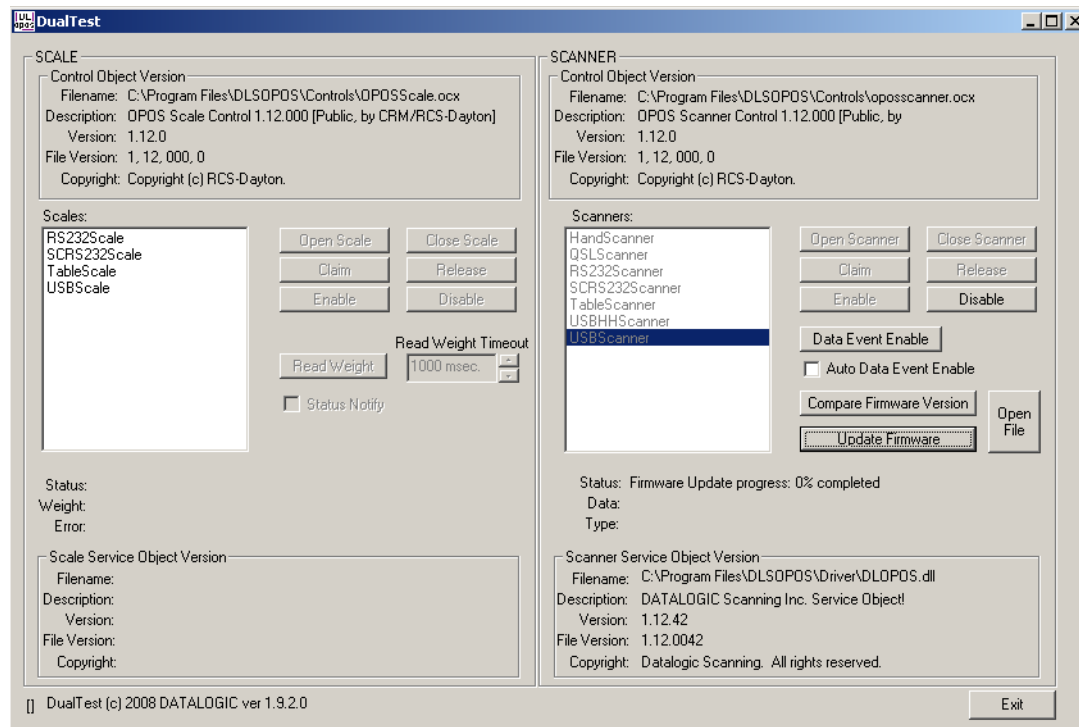 UL
opos
DualTest
SCALE
Control Object Version
Filename: C:\Program Files\DLSOPOS\Controls\OPOSScale.ocx
Description: OPOS Scale Control 1.12.000 [Public, by CRM/RCS-Dayton]
Version: 1.12.0
File Version: 1, 12, 000, 0
Copyright: Copyright (c) RCS-Dayton.
Scales:
RS232Scale
SCRS232Scale
TableScale
USBScale
Open Scale
Close Scale
Claim
Release
Enable
Disable
Read Weight Timeout
Read Weight
1000 msec.
Status Notify
Status:
Weight:
Error:
Scale Service Object Version
Filename:
Description:
Version:
File Version:
Copyright:
SCANNER
Control Object Version
Filename: C:\Program Files\DLSOPOS\Controls\oposscanner.ocx
Description: OPOS Scanner Control 1.12.000 [Public, by
Version: 1.12.0
File Version: 1, 12, 000, 0
Copyright: Copyright (c) RCS-Dayton.
Scanners:
HandScanner
QSLScanner
RS232Scanner
SCRS232Scanner
TableScanner
USBHHScanner
USBScanner
Open Scanner
Close Scanner
Claim
Release
Enable
Disable
Data Event Enable
Auto Data Event Enable
Compare Firmware Version
Update Firmware
Open
File
Status: Firmware Update progress: 0% completed
Data:
Type:
Scanner Service Object Version
Filename: C:\Program Files\DLSOPOS\Driver\DLOPOS.dll
Description: DATALOGIC Scanning Inc. Service Object!
Version: 1.12.42
File Version: 1.12.0042
Copyright: Datalogic Scanning. All rights reserved.
[] DualTest (c) 2008 DATALOGIC ver 1.9.2.0
Exit